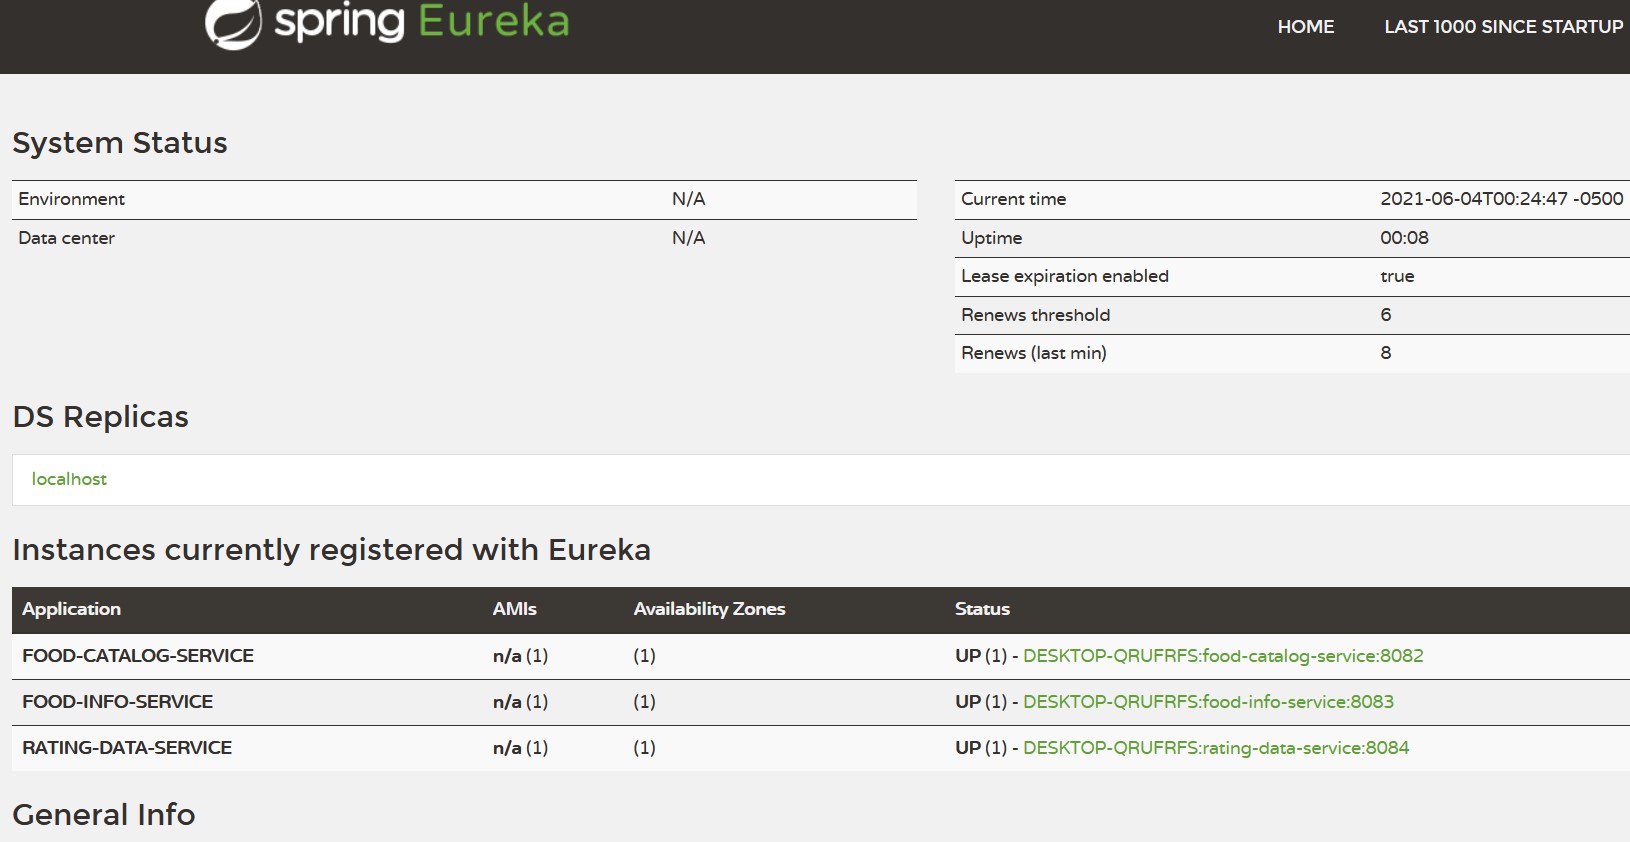 spring Eureka
HOME LAST 1000 SINCE STARTUP
System Status
Environment N/A
Data center N/A
Current time 2021-06-04T00:24:47 -0500
Uptime 00:08
Lease expiration enabled true
Renews threshold 6
Renews (last min) 8
DS Replicas
localhost
Instances currently registered with Eureka
Application AMIs Availability Zones Status
FOOD-CATALOG-SERVICE n/a (1) (1) UP (1) - DESKTOP-QRUFRFS:food-catalog-service:8082
FOOD-INFO-SERVICE n/a (1) (1) UP (1) - DESKTOP-QRUFRFS:food-info-service:8083
RATING-DATA-SERVICE n/a (1) (1) UP (1) - DESKTOP-QRUFRFS:rating-data-service:8084
General Info